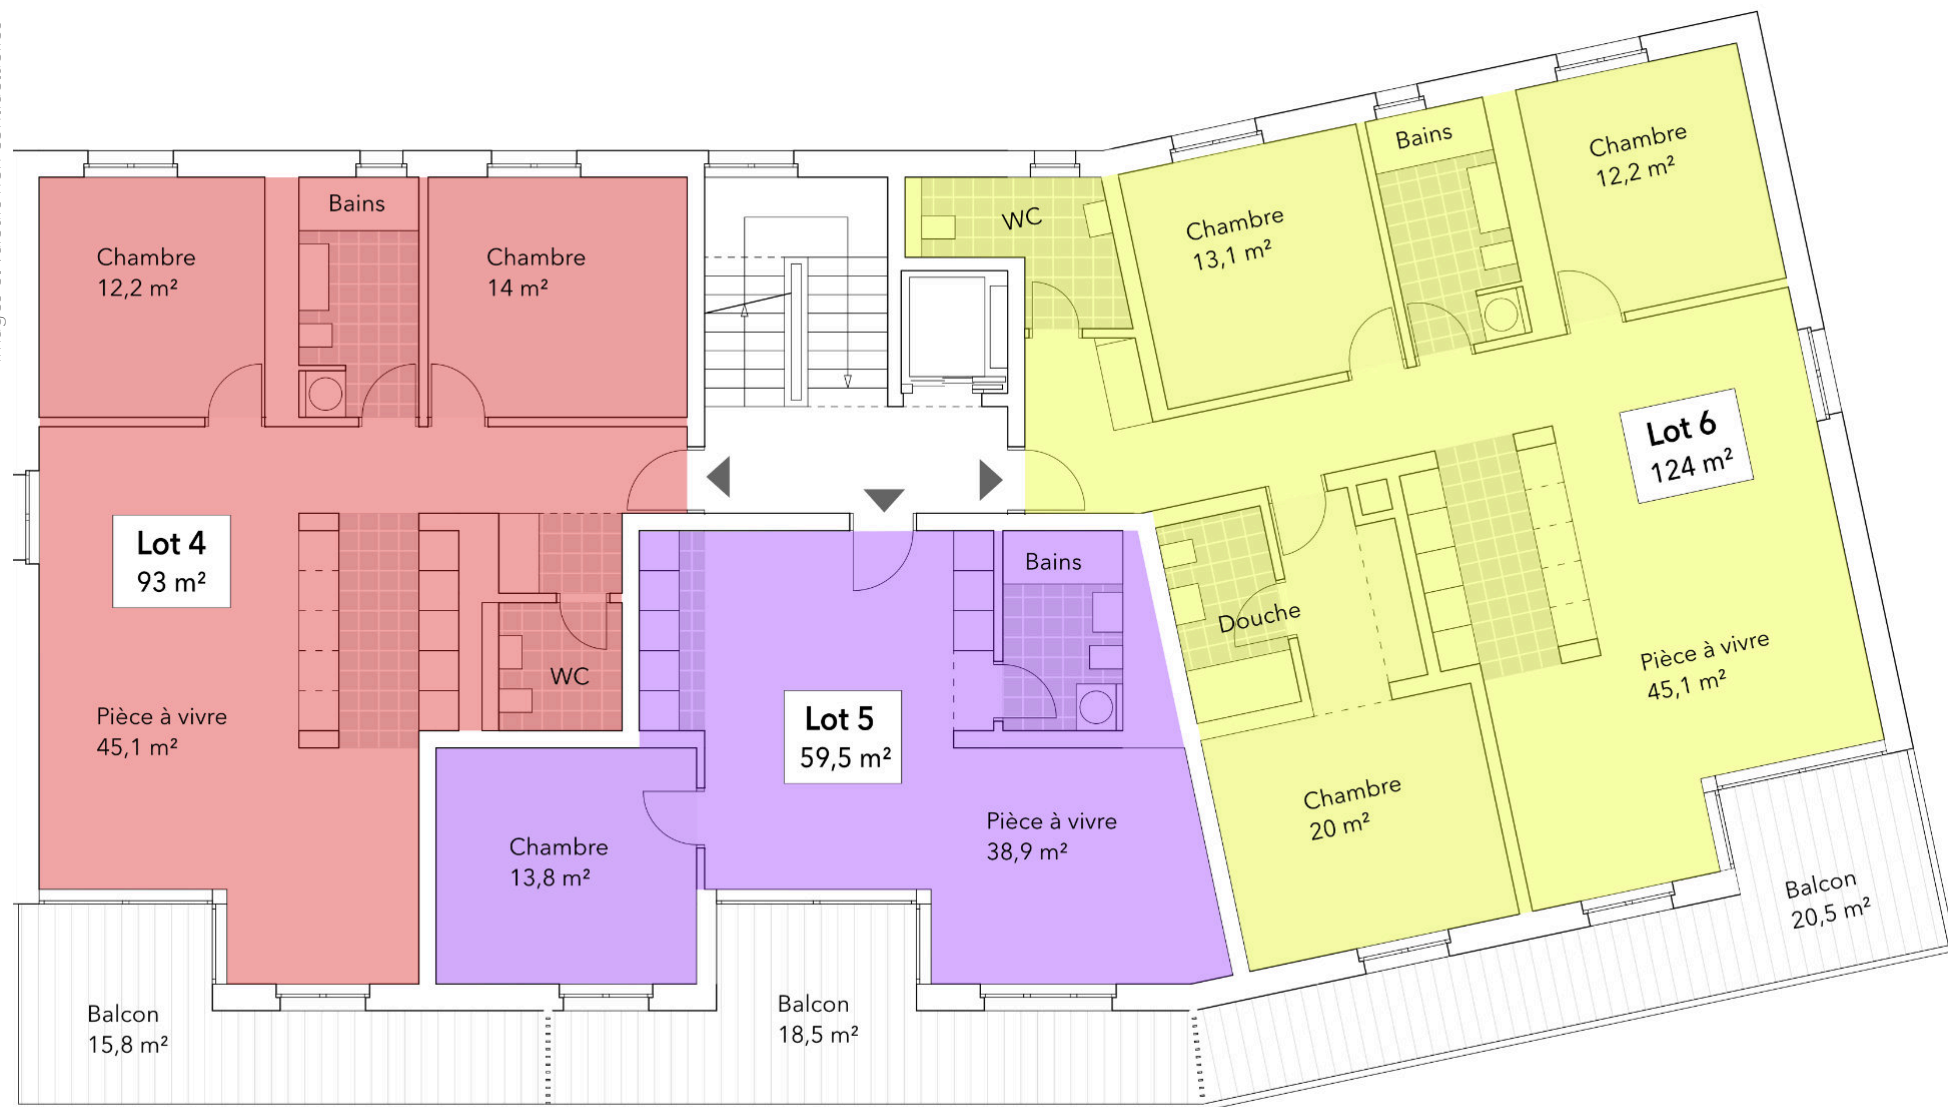 Bains
Chambre
12,2 m²
Chambre
14 m²
WC
Chambre
13,1 m²
Bains
Chambre
12,2 m²
Lot 4
93 m²
Pièce à vivre
45,1 m²
WC
Balcon
15,8 m²
Bains
Lot 5
59,5 m²
Chambre
13,8 m²
Pièce à vivre
38,9 m²
Balcon
18,5 m²
Lot 6
124 m²
Douche
Pièce à vivre
45,1 m²
Chambre
20 m²
Balcon
20,5 m²